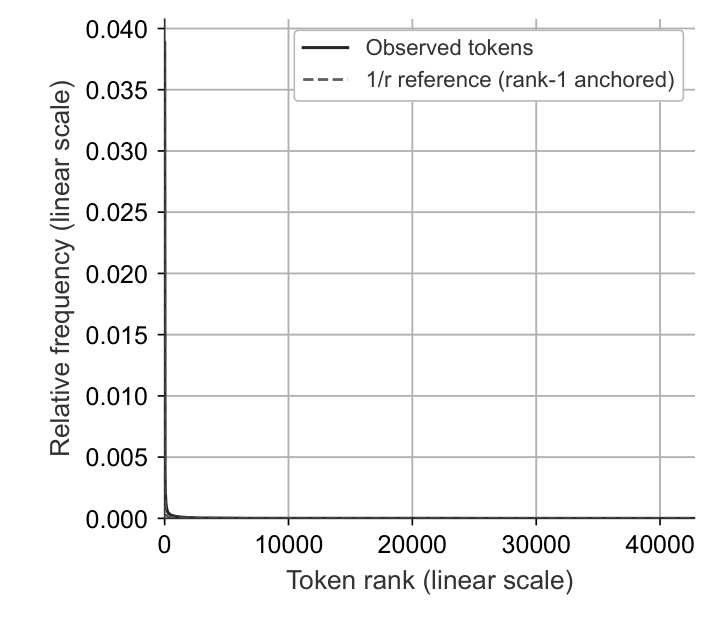 0.040
0.035
0.030
0.025
0.020
0.015
0.010
0.005
0.000
Relative frequency (linear scale)
Observed tokens
1/r reference (rank-1 anchored)
0 10000 20000 30000 40000
Token rank (linear scale)